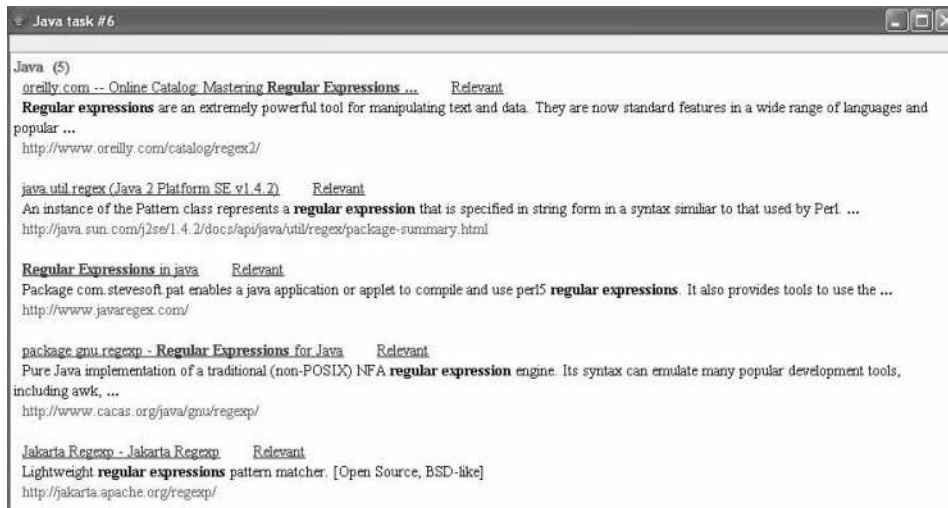 Java task #6
Java (5)
oreilly.com -- Online Catalog: Mastering Regular Expressions ... Relevant
Regular expressions are an extremely powerful tool for manipulating text and data. They are now standard features in a wide range of languages and
popular ...
http://www.oreilly.com/catalog/regex2/
java.util.regex (Java 2 Platform SE v1.4.2) Relevant
An instance of the Pattern class represents a regular expression that is specified in string form in a syntax similiar to that used by Perl. ...
http://java.sun.com/j2se/1.4.2/docs/api/java/util/regex/package-summary.html
Regular Expressions in java Relevant
Package com.stevesoft.pat enables a java application or applet to compile and use perl5 regular expressions. It also provides tools to use the ...
http://www.javaregex.com/
package gnu.regexp - Regular Expressions for Java Relevant
Pure Java implementation of a traditional (non-POSIX) NFA regular expression engine. Its syntax can emulate many popular development tools,
including awk, ...
http://www.cacas.org/java/gnu/regexp/
Jakarta Regexp - Jakarta Regexp Relevant
Lightweight regular expressions pattern matcher. [Open Source, BSD-like]
http://jakarta.apache.org/regexp/